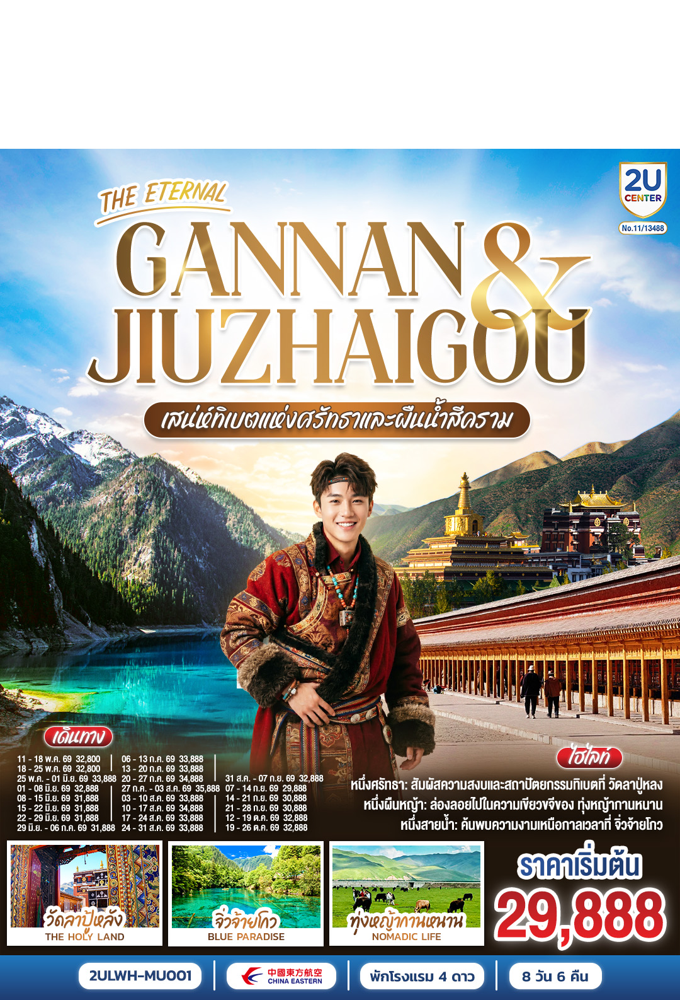 2U
CENTER
No.11/13488
THE ETERNAL
GANNAN &
JIUZHAIGOU
เสน่ห์ทิเบตแห่งศรัทธาและผืนน้ำสีคราม
เดินทาง
11 - 18 พ.ค. 69 32,800
18 - 25 พ.ค. 69 32,800
25 พ.ค. - 01 มิ.ย. 69 33,888
01 - 08 มิ.ย. 69 32,888
08 - 15 มิ.ย. 69 31,888
15 - 22 มิ.ย. 69 31,888
22 - 29 มิ.ย. 69 31,888
29 มิ.ย. - 06 ก.ค. 69 31,888
06 - 13 ก.ค. 69 33,888
13 - 20 ก.ค. 69 33,888
20 - 27 ก.ค. 69 34,888
27 ก.ค. - 03 ส.ค. 69 35,888
03 - 10 ส.ค. 69 33,888
10 - 17 ส.ค. 69 34,888
17 - 24 ส.ค. 69 33,888
24 - 31 ส.ค. 69 33,888
31 ส.ค. - 07 ก.ย. 69 32,888
07 - 14 ก.ย. 69 29,888
14 - 21 ก.ย. 69 30,888
21 - 28 ก.ย. 69 30,888
12 - 19 ต.ค. 69 32,888
19 - 26 ต.ค. 69 32,888
ไฮไลท์
หนึ่งศรัทธา: สัมผัสความสงบและสถาปัตยกรรมทิเบตที่ วัดลาปู่หลง
หนึ่งผืนหญ้า: ล่องลอยไปในความเขียวขจีของ ทุ่งหญ้ากานหนาน
หนึ่งสายน้ำ: ค้นพบความงามเหนือกาลเวลาที่ จิ่วจ้ายโกว
วัดลาปู้หลัง
THE HOLY LAND
จิ่วจ้ายโกว
BLUE PARADISE
ทุ่งหญ้ากานหนาน
NOMADIC LIFE
ราคาเริ่มต้น
29,888
2ULWH-MU001
中國東方航空
CHINA EASTERN
พักโรงแรม 4 ดาว
8 วัน 6 คืน